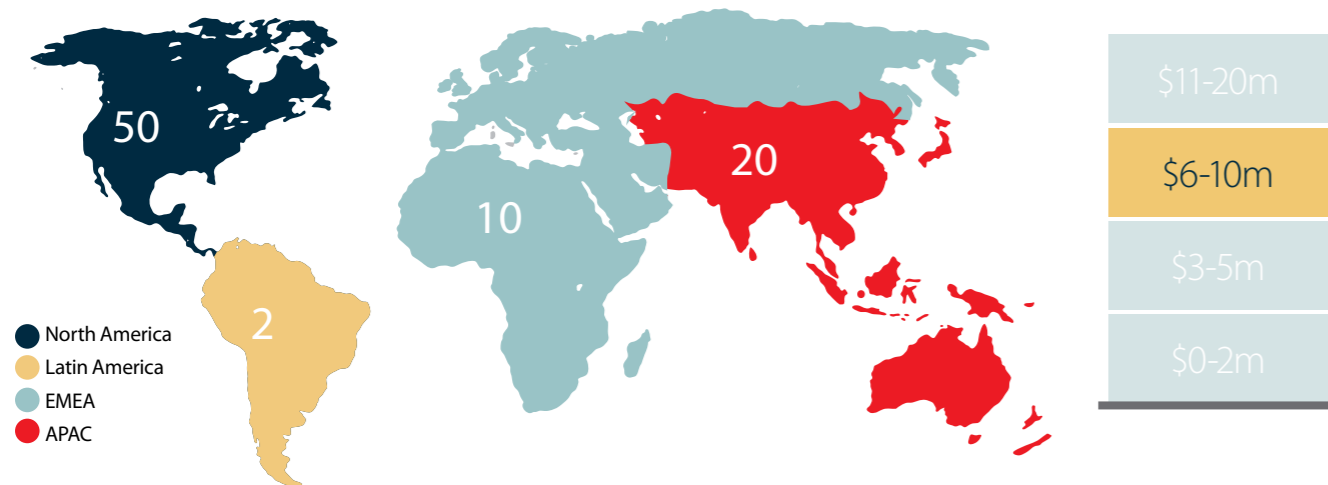 50
20
10
2
North America
Latin America
EMEA
APAC
$11-20m
$6-10m
$3-5m
$0-2m